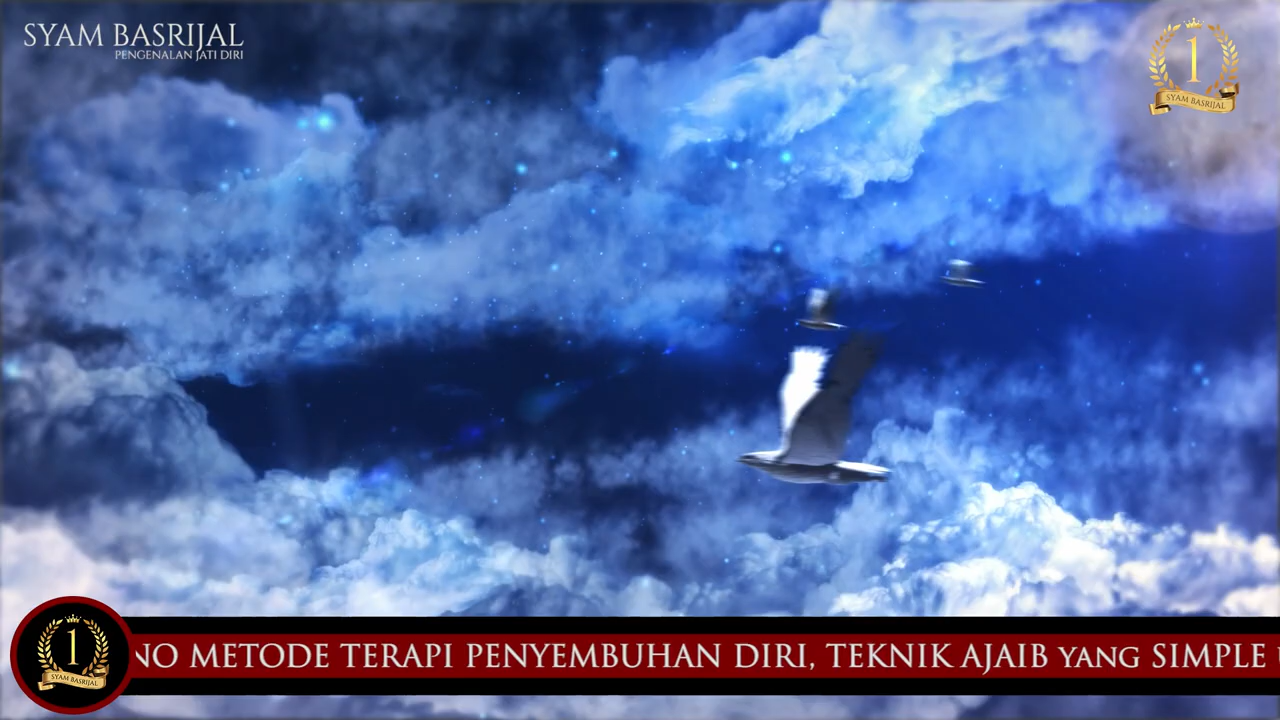 SYAM BASRIJAL
PENGENALAN JATI DIRI
1
SYAM BASRIJAL
1
SYAM BASRIJAL
NO METODE TERAPI PENYEMBUHAN DIRI, TEKNIK AJAIB YANG SIMPLE